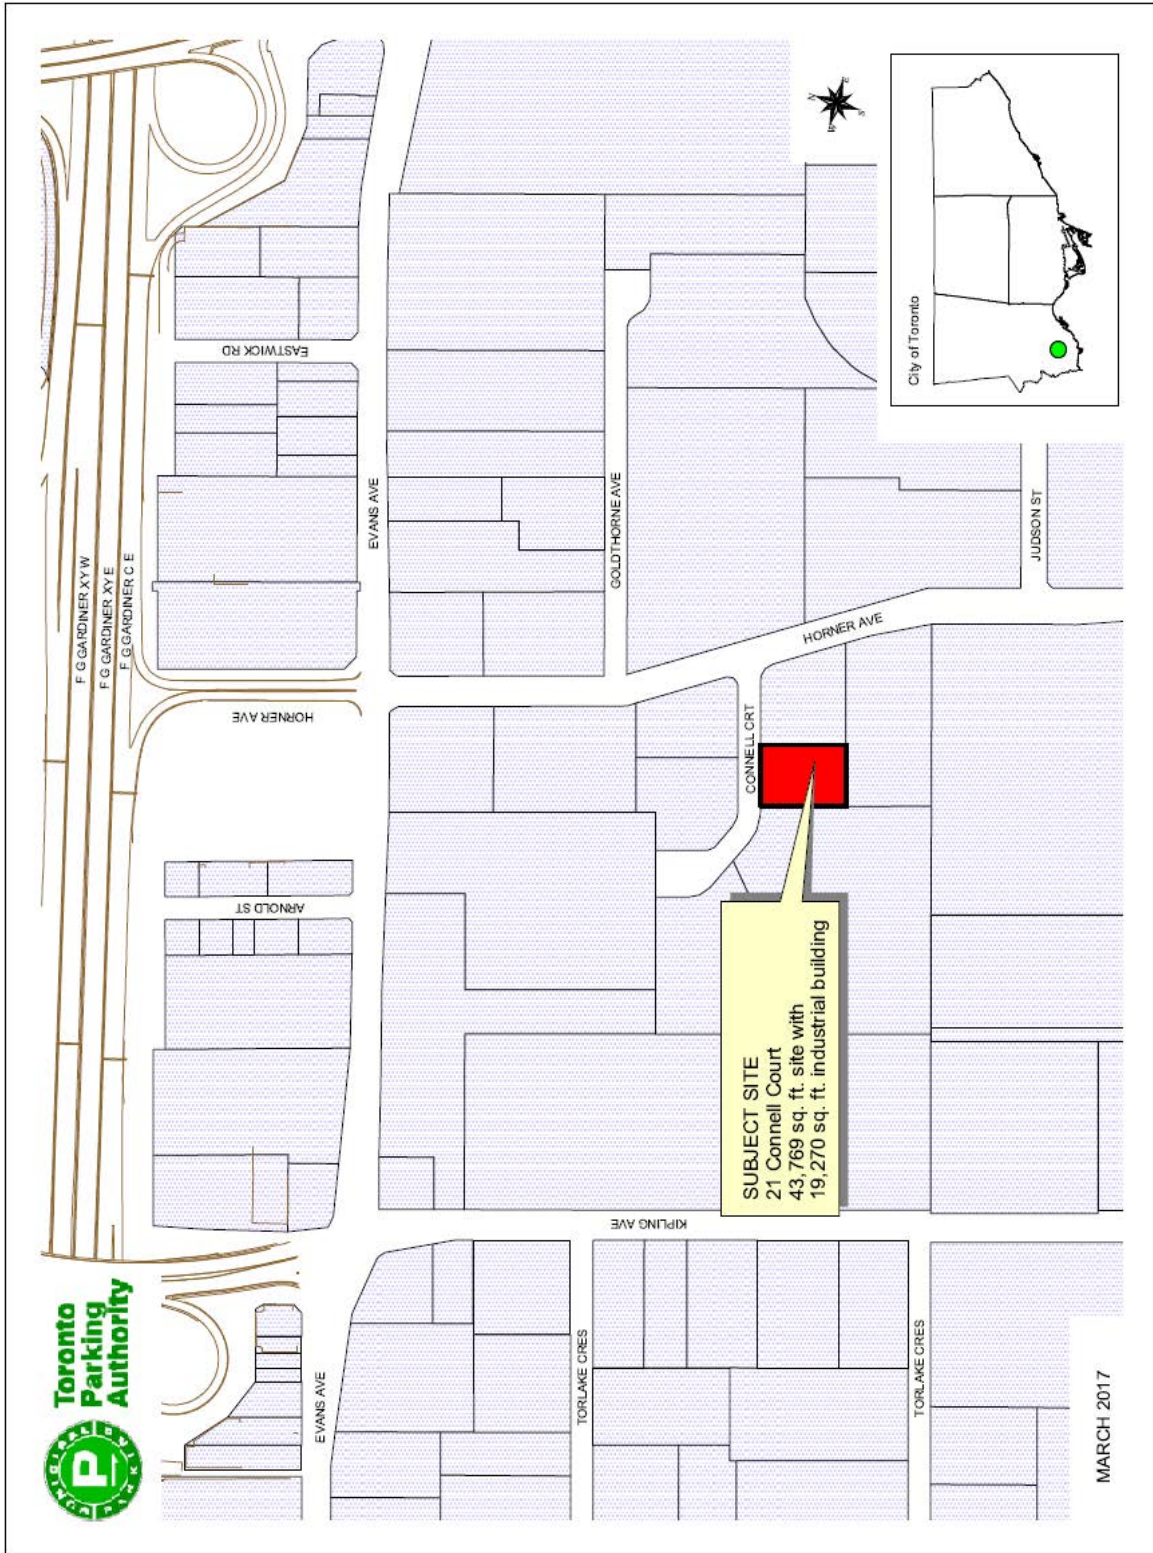 Toronto
Parking
Authority
F G GARDINER XY W
F G GARDINER XY E
F G GARDINER C E
EASTWICK RD
HORNER AVE
ARNOLD ST
EVANS AVE
EVANS AVE
GOLDTHORNE AVE
KIPLING AVE
TORLAKE CRES
TORLAKE CRES
CONNELL CRT
HORNER AVE
JUDSON ST
SUBJECT SITE
21 Connell Court
43,769 sq. ft. site with
19,270 sq. ft. industrial building
N
E
S
W
City of Toronto
MARCH 2017
P